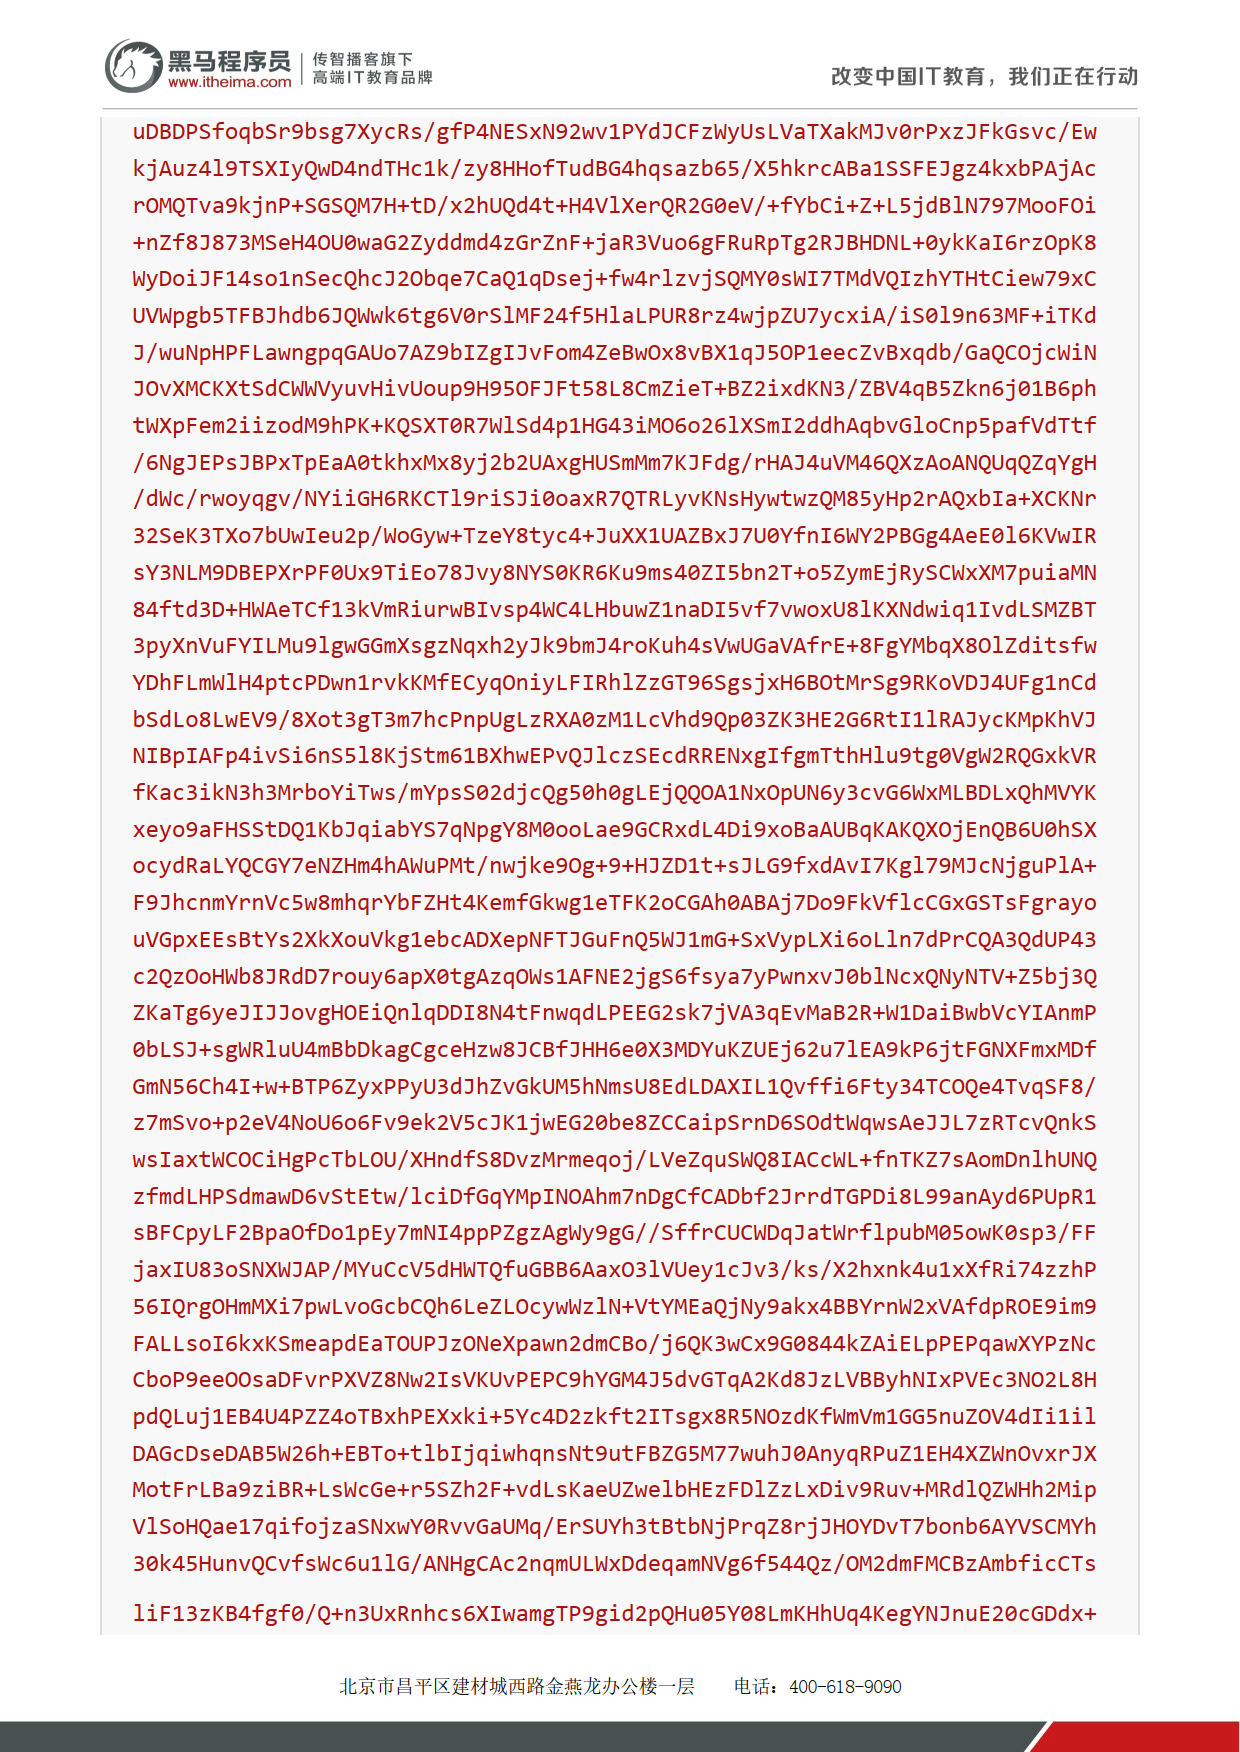 黑马程序员
www.itheima.com
传智播客旗下
高端IT教育品牌
改变中国IT教育，我们正在行动
uDBDPSfoqbSr9bsg7XycRs/gfP4NESxN92wv1PYdJCFzWyUsLVaTXakMJv0rPxzJFkGsvc/Ew
kjAuz4l9TSXIyQwD4ndTHc1k/zy8HHofTudBG4hqsazb65/X5hkrcABa1SSFEJgz4kxbPAjAc
rOMQTva9kjnP+SGSQM7H+tD/x2hUQd4t+H4VlXerQR2G0eV/+fYbCi+Z+L5jdBlN797MooFOi
+nZf8J873MSeH4OU0waG2Zyddmd4zGrZnF+jaR3Vuo6gFRuRpTg2RJBHDNL+0ykKaI6rzOpK8
WyDoiJF14so1nSecQhcJ2Obqe7CaQ1qDsej+fw4rlzvjSQMY0sWI7TMdVQIzhYTHtCiew79xC
UVWpgb5TFBJhdb6JQWwk6tg6V0rSlMF24f5HlaLPUR8rz4wjpZU7ycxiA/iS0l9n63MF+iTKd
J/wuNpHPFLawngpqGAUo7AZ9bIZgIJvFom4ZeBwOx8vBX1qJ5OP1eecZvBxqdb/GaQCOjcWiN
JOvXMCKXtSdCWWVyuvHivUoup9H95OFJFt58L8CmZieT+BZ2ixdKN3/ZBV4qB5Zkn6j01B6ph
tWXpFem2iizodM9hPK+KQSXT0R7WlSd4p1HG43iMO6o26lXSmI2ddhAqbvGloCnp5pafVdTtf
/6NgJEPsJBPxTpEaA0tkhxMx8yj2b2UAxgHUSmMm7KJFdg/rHAJ4uVM46QXzAoANQUqQZqYgH
/dWc/rwoyqgv/NYiiGH6RKCTl9riSJi0oaxR7QTRLyvKNsHywtwzQM85yHp2rAQxbIa+XCKNr
32SeK3TXo7bUwIeu2p/WoGyw+TzeY8tyc4+JuXX1UAZBxJ7U0YfnI6WY2PBGg4AeE0l6KVwIR
sY3NLM9DBEPXrPF0Ux9TiEo78Jvy8NYS0KR6Ku9ms40ZI5bn2T+o5ZymEjRySCWxXM7puiaMN
84ftd3D+HWAeTCf13kVmRiurwBIvsp4WC4LHbuwZ1naDI5vf7vwoxU8lKXNdwiq1IvdLSMZBT
3pyXnVuFYILMu9lgwGGmXsgzNqxh2yJk9bmJ4roKuh4sVwUGaVAfrE+8FgYMbqX8OlZditsfw
YDhFLmWlH4ptcPDwn1rvkKMfECyqOniyLFIRhlZzGT96SgsjxH6BOtMrSg9RKoVDJ4UFg1nCd
bSdLo8LwEV9/8Xot3gT3m7hcPnpUgLzRXA0zM1LcVhd9Qp03ZK3HE2G6RtI1lRAJycKMpKhVJ
NIBpIAFp4ivSi6nS5l8KjStm61BXhwEPvQJlczSEcdRRENxgIfgmTthHlu9tg0VgW2RQGxkVR
fKac3ikN3h3MrboYiTws/mYpsS02djcQg50h0gLEjQQOA1NxOpUN6y3cvG6WxMLBDLxQhMVYK
xeyo9aFHSStDQ1KbJqiabYS7qNpgY8M0ooLae9GCRxdL4Di9xoBaAUBqKAKQXOjEnQB6U0hSX
ocydRaLYQCGY7eNZHm4hAWuPMt/nwjke9Og+9+HJZD1t+sJLG9fxdAvI7Kgl79MJcNjguPlA+
F9JhcnmYrnVc5w8mhqrYbFZHt4KemfGkwg1eTFK2oCGAh0ABAj7Do9FkVflcCGxGSTsFgrayo
uVGpxEEsBtYs2XkXouVkg1ebcADXepNFTJGuFnQ5WJ1mG+SxVypLXi6oLln7dPrCQA3QdUP43
c2QzOoHWb8JRdD7rouy6apX0tgAzqOWs1AFNE2jgS6fsya7yPwnxvJ0blNcxQNyNTV+Z5bj3Q
ZKaTg6yeJIJJovgHOEiQnlqDDI8N4tFnwqdLPEEG2sk7jVA3qEvMaB2R+W1DaiBwbVcYIAnmP
0bLSJ+sgWRluU4mBbDkagCgceHzw8JCBfJHH6e0X3MDYuKZUEj62u7lEA9kP6jtFGNXFmxMDf
GmN56Ch4I+w+BTP6ZyxPPyU3dJhZvGkUM5hNmsU8EdLDAXIL1Qvffi6Fty34TCOQe4TvqSF8/
z7mSvo+p2eV4NoU6o6Fv9ek2V5cJK1jwEG20be8ZCCaipSrnD6SOdtWqwsAeJJL7zRTcvQnkS
wsIaxtWCOCiHgPcTbLOU/XHndfS8DvzMrmeqoj/LVeZquSWQ8IACcWL+fnTKZ7sAomDnlhUNQ
zfmdLHPSdmawD6vStEtw/lciDfGqYMpINOAhm7nDgCfCADbf2JrrdTGPDi8L99anAyd6PUpR1
sBFCpyLF2BpaOfDo1pEy7mNI4ppPZgzAgWy9gG//SffrCUCWDqJatWrflpubM05owK0sp3/FF
jaxIU83oSNXWJAP/MYuCcV5dHWTQfuGBB6AaxO3lVUey1cJv3/ks/X2hxnk4u1xXfRi74zzhP
56IQrgOHmMXi7pwLvoGcbCQh6LeZLOcywWzlN+VtYMEaQjNy9akx4BBYrnW2xVAfdpROE9im9
FALLsoI6kxKSmeapdEaTOUPJzONeXpawn2dmCBo/j6QK3wCx9G0844kZAiELpPEPqawXYPzNc
CboP9eeOOsaDFvrPXVZ8Nw2IsVKUvPEPC9hYGM4J5dvGTqA2Kd8JzLVBByhNIxPVEc3NO2L8H
pdQLuj1EB4U4PZZ4oTBxhPEXxki+5Yc4D2zkft2ITsgx8R5NOzdKfWmVm1GG5nuZOV4dIi1il
DAGcDseDAB5W26h+EBTo+tlbIjqiwhqnsNt9utFBZG5M77wuhJ0AnyqRPuZ1EH4XZWnOvxrJX
MotFrLBa9ziBR+LsWcGe+r5SZh2F+vdLsKaeUZwelbHEzFDlZzLxDiv9Ruv+MRdlQZWHh2Mip
VlSoHQae17qifojzaSNxwY0RvvGaUMq/ErSUYh3tBtbNjPrqZ8rjJHOYDvT7bonb6AYVSCMYh
30k45HunvQCvfsWc6u1lG/ANHgCAc2nqmULWxDdeqamNVg6f544Qz/OM2dmFMCBzAmbficCTs
liF13zKB4fgf0/Q+n3UxRnhcs6XIwamgTP9gid2pQHu05Y08LmKHhUq4KegYNJnuE20cGDdx+
北京市昌平区建材城西路金燕龙办公楼一层 电话：400-618-9090